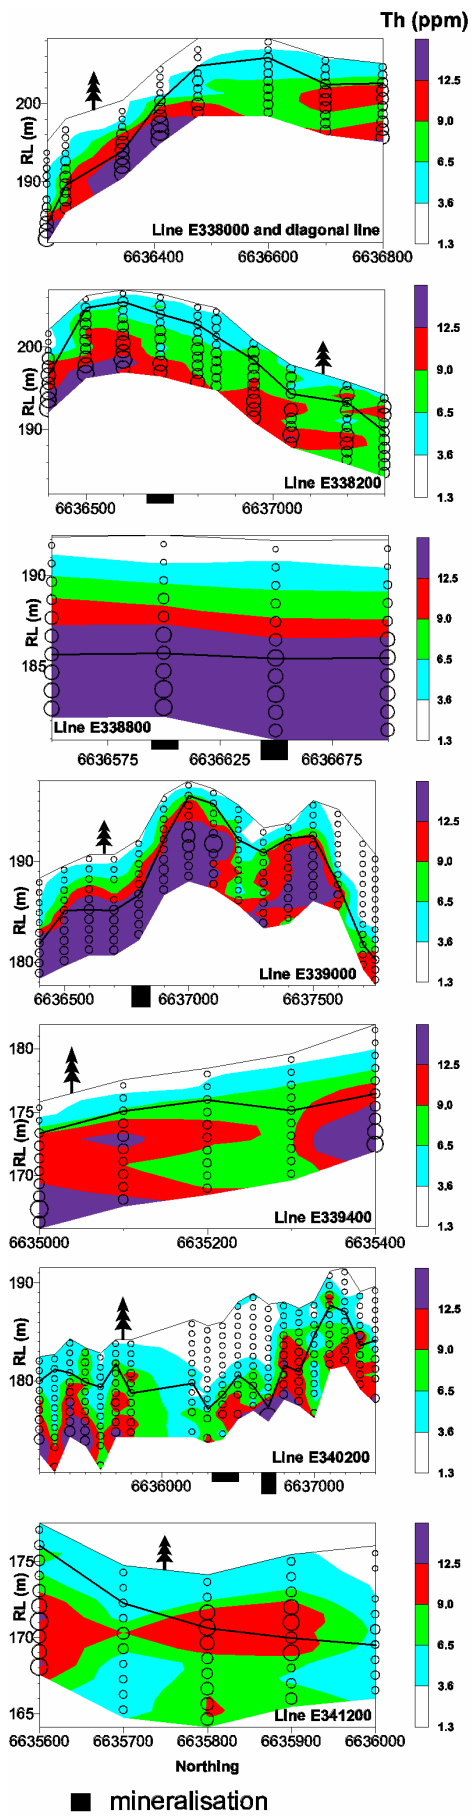 Th (ppm)
12.5
200
9.0
RL (m)
6.5
190
3.6
Line E338000 and diagonal line
1.3
6636400 6636600 6636800
12.5
200
9.0
RL (m)
6.5
190
3.6
Line E338200
1.3
6636500 6637000
190
12.5
9.0
RL (m)
6.5
185
3.6
Line E338800
1.3
6636575 6636625 6636675
12.5
190
9.0
RL (m)
6.5
3.6
180
Line E339000
1.3
6636500 6637000 6637500
180
12.5
9.0
RL (m)
175
6.5
170
3.6
Line E339400
1.3
6635000 6635200 6635400
190
12.5
9.0
RL (m)
180
6.5
3.6
Line E340200
1.3
6636000 6637000
175
12.5
9.0
RL (m)
170
6.5
3.6
165
Line E341200
1.3
6635600 6635700 6635800 6635900 6636000
Northing
mineralisation